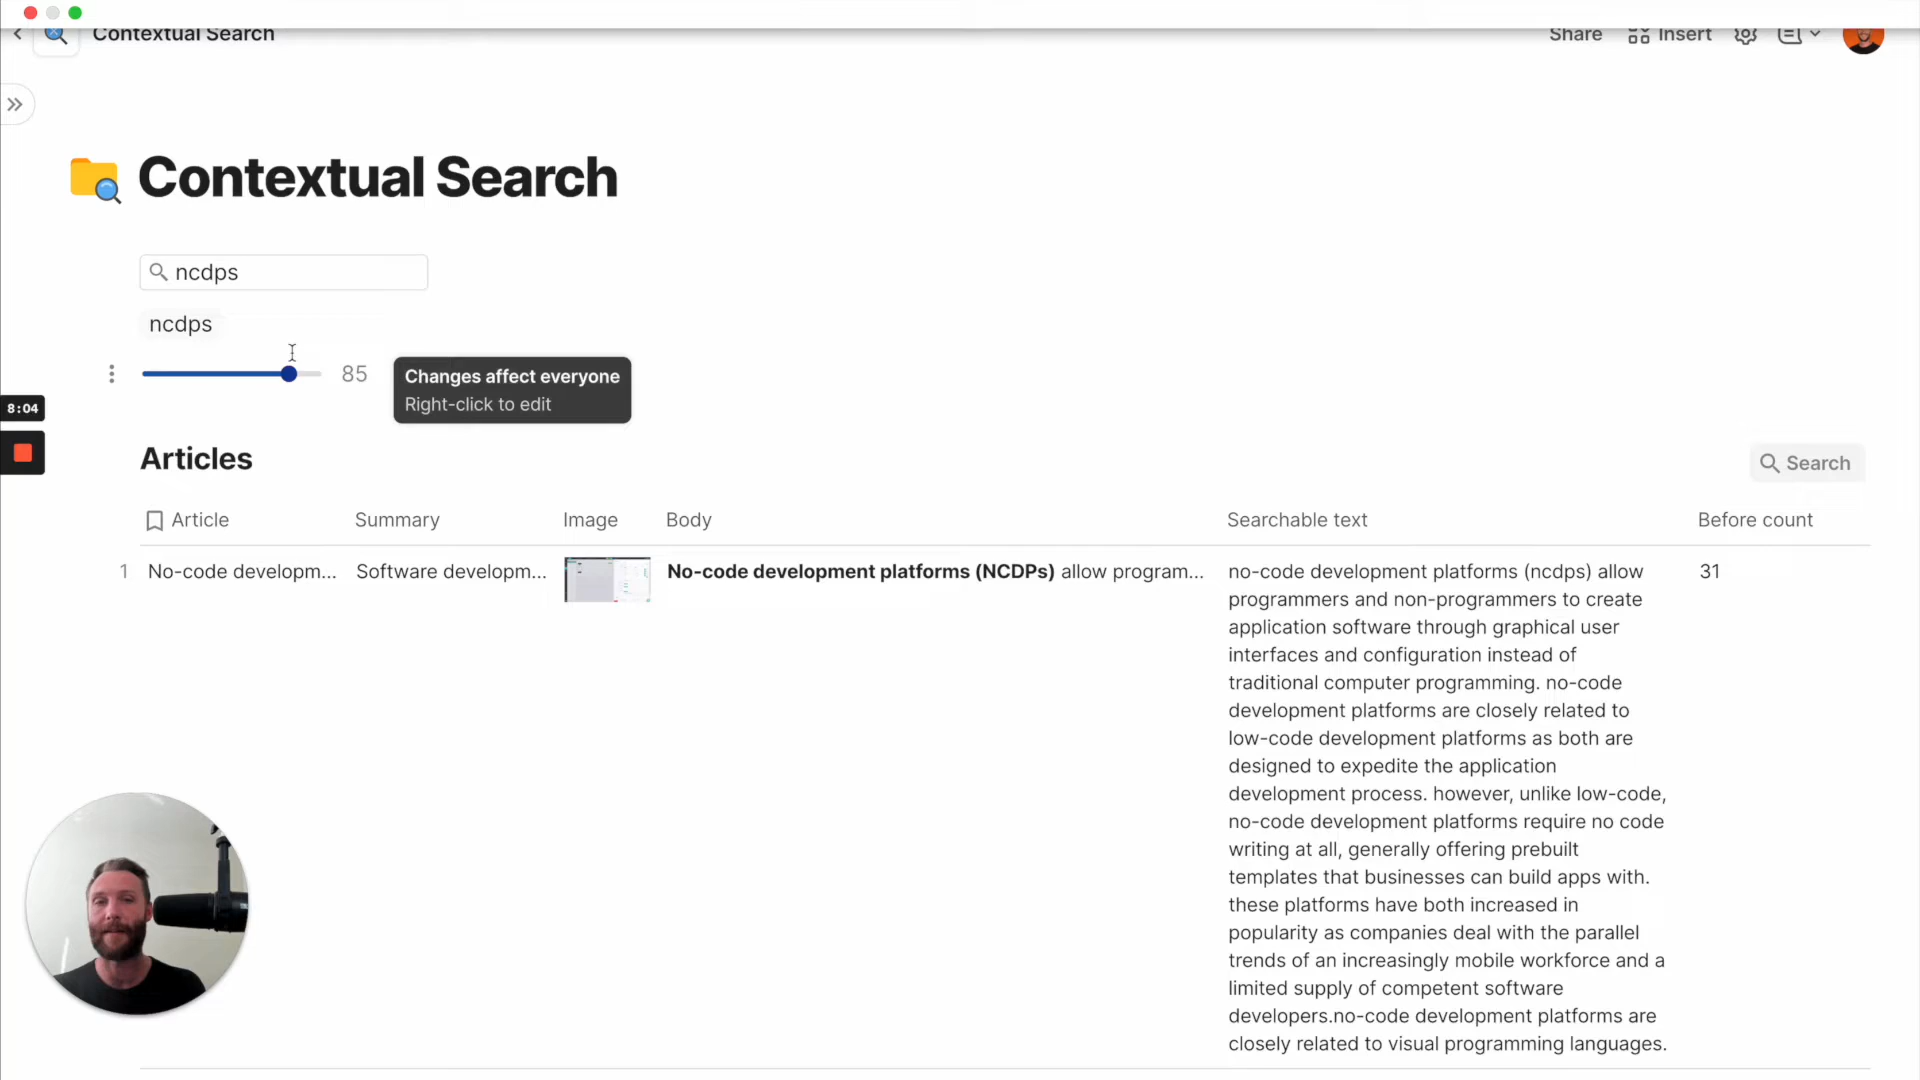 Contextual Search
Share
Insert
Contextual Search
ncdps
ncdps
85
Changes affect everyone
Right-click to edit
8:04
Articles
Search
Article
Summary
Image
Body
Searchable text
Before count
1
No-code developm...
Software developm...
No-code development platforms (NCDPs) allow program...
no-code development platforms (ncdps) allow
programmers and non-programmers to create
application software through graphical user
interfaces and configuration instead of
traditional computer programming. no-code
development platforms are closely related to
low-code development platforms as both are
designed to expedite the application
development process. however, unlike low-code,
no-code development platforms require no code
writing at all, generally offering prebuilt
templates that businesses can build apps with.
these platforms have both increased in
popularity as companies deal with the parallel
trends of an increasingly mobile workforce and a
limited supply of competent software
developers.no-code development platforms are
closely related to visual programming languages.
31